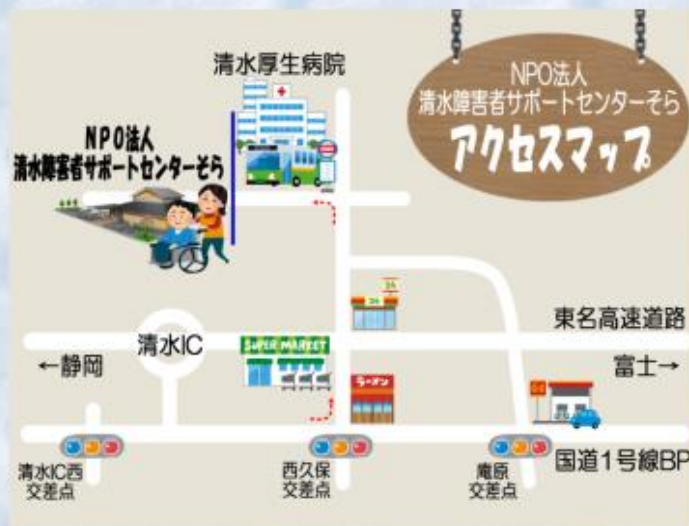 清水厚生病院
NPO法人
清水障害者サポートセンターそら
アクセスマップ
NPO法人
清水障害者サポートセンターそら
24
24
東名高速道路
清水IC
SUPER MARKET
←静岡
富士→
ラーメン
清水IC西
交差点
西久保
交差点
庵原
交差点
国道1号線BP